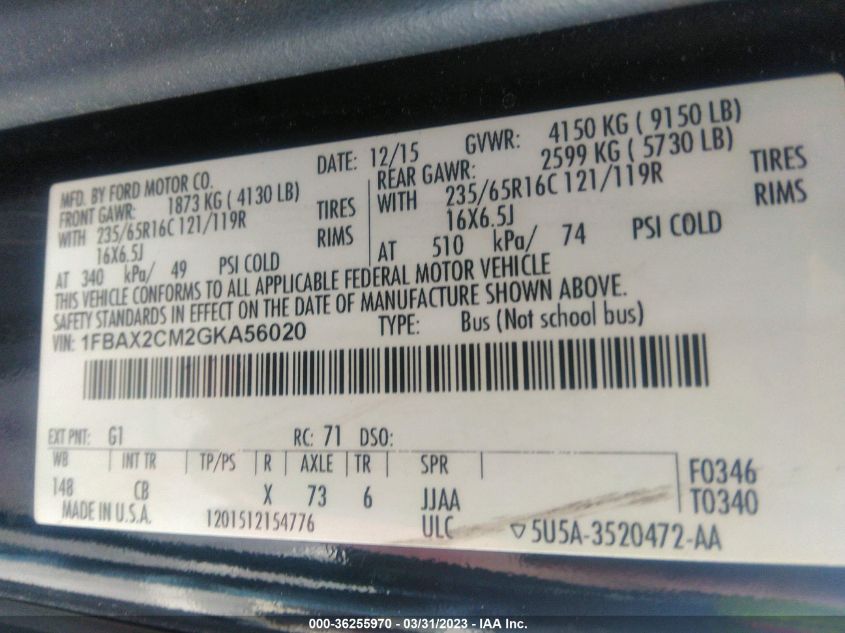 MFD. BY FORD MOTOR CO. DATE: 12/15 GVWR: 4150 KG ( 9150 LB)
FRONT GAWR: 1873 KG ( 4130 LB) REAR GAWR: 2599 KG ( 5730 LB)
WITH 235/65R16C 121/119R TIRES WITH 235/65R16C 121/119R TIRES
16X6.5J RIMS 16X6.5J RIMS
AT 340 kPa/ 49 PSI COLD AT 510 kPa/ 74 PSI COLD
THIS VEHICLE CONFORMS TO ALL APPLICABLE FEDERAL MOTOR VEHICLE
SAFETY STANDARDS IN EFFECT ON THE DATE OF MANUFACTURE SHOWN ABOVE.
VIN: 1FBAX2CM2GKA56020 TYPE: Bus (Not school bus)
EXT PNT: G1 RC: 71 DSO:
WB INT TR TP/PS R AXLE TR SPR F0346
148 CB X 73 6 JJAA T0340
MADE IN U.S.A. 1201512154776 ULC 5U5A-3520472-AA
000-36255970 - 03/31/2023 - IAA Inc.